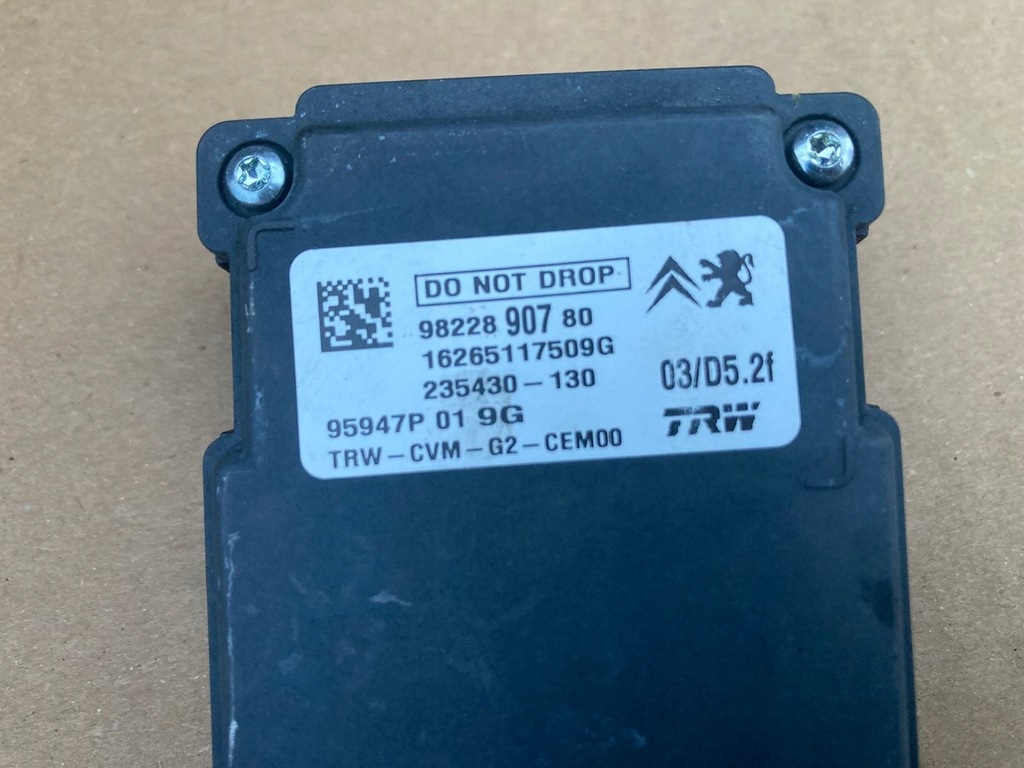 DO NOT DROP
98228 907 80
16265117509G
235430-130
03/D5.2f
95947P 01 9G
TRW
TRW-CVM-G2-CEM00